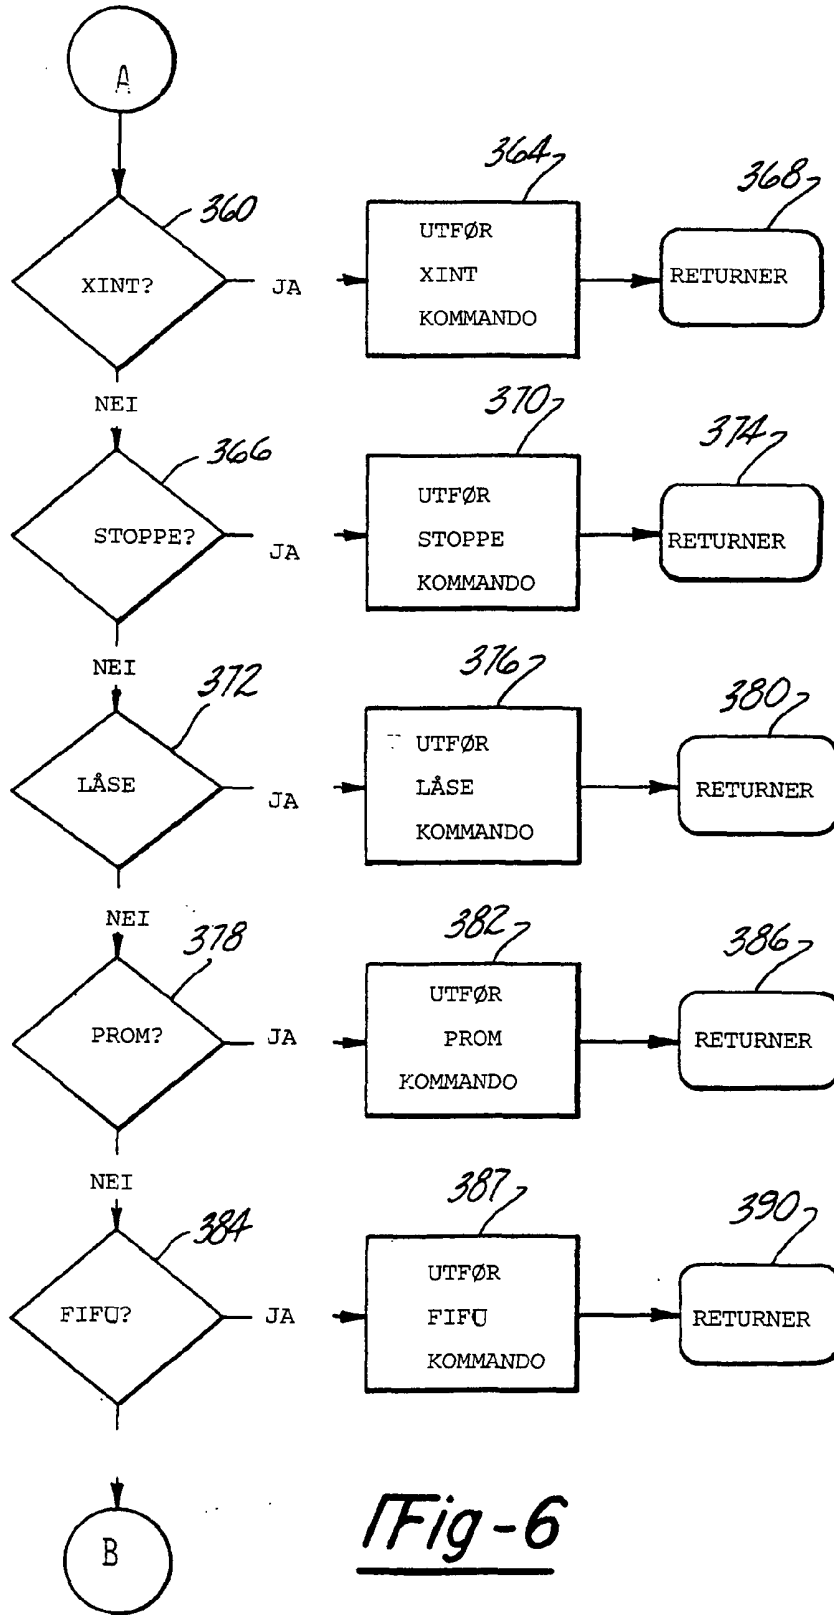 A
360
XINT?
JA
364
UTFØR
XINT
KOMMANDO
368
RETURNER
NEI
366
STOPPE?
JA
370
UTFØR
STOPPE
KOMMANDO
374
RETURNER
NEI
372
LÅSE
JA
376
UTFØR
LÅSE
KOMMANDO
380
RETURNER
NEI
378
PROM?
JA
382
UTFØR
PROM
KOMMANDO
386
RETURNER
NEI
384
FIFU?
JA
387
UTFØR
FIFU
KOMMANDO
390
RETURNER
B
Fig-6